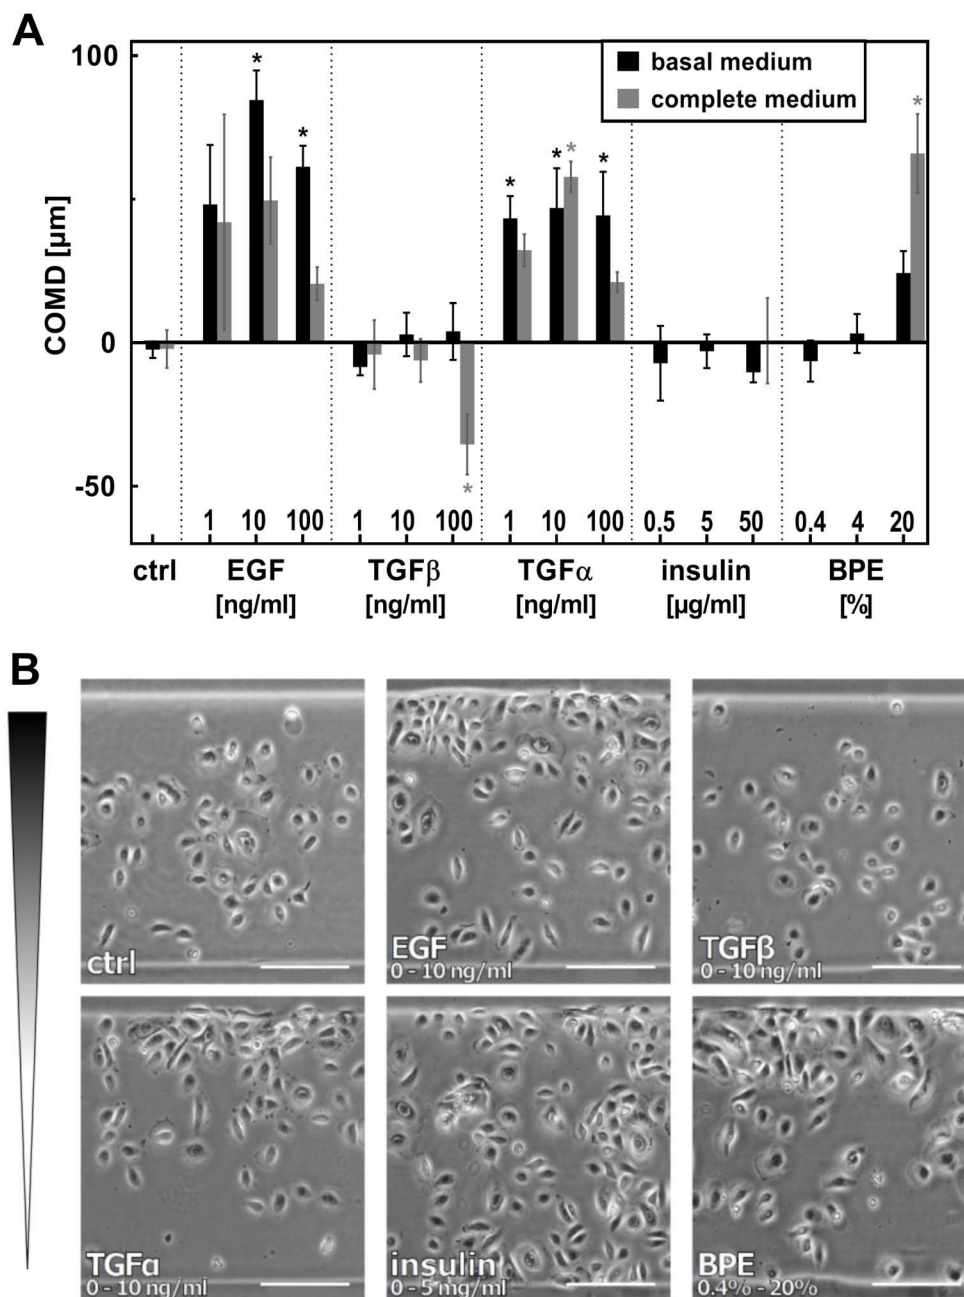 A
100
0
-50
COMD [µm]
basal medium
complete medium
* * * * * * * * *
1 10 100 1 10 100 1 10 100 0.5 5 50 0.4 4 20
ctrl EGF TGFβ TGFα insulin BPE
[ng/ml] [ng/ml] [ng/ml] [µg/ml] [%]
B
ctrl
EGF
0 - 10 ng/ml
TGFβ
0 - 10 ng/ml
TGFα
0 - 10 ng/ml
insulin
0 - 5 mg/ml
BPE
0.4% - 20%